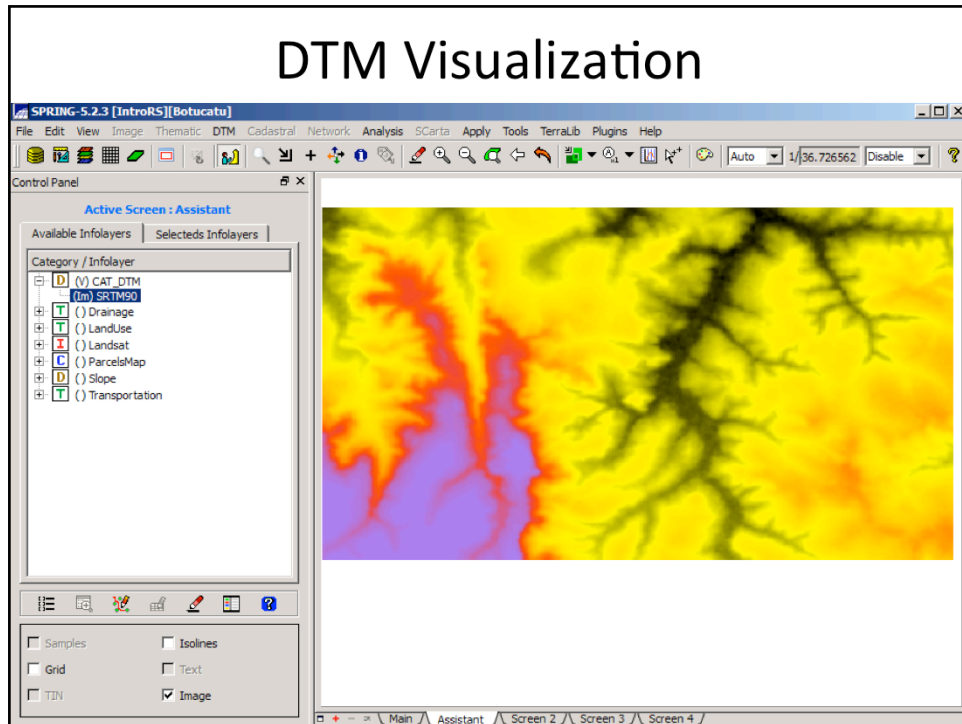 DTM Visualization
SPRING-5.2.3 [IntroRS][Botucatu]
File Edit View Image Thematic DTM Cadastral Network Analysis SCarta Apply Tools TerraLib Plugins Help
Auto 1/ 36.726562 Disable
Control Panel
Active Screen : Assistant
Available Infolayers Selecteds Infolayers
Category / Infolayer
D (V) CAT_DTM
(Im) SRTM90
T ( ) Drainage
T ( ) LandUse
I ( ) Landsat
C ( ) ParcelsMap
D ( ) Slope
T ( ) Transportation
Samples Isolines
Grid Text
TIN Image
Main Assistant Screen 2 Screen 3 Screen 4